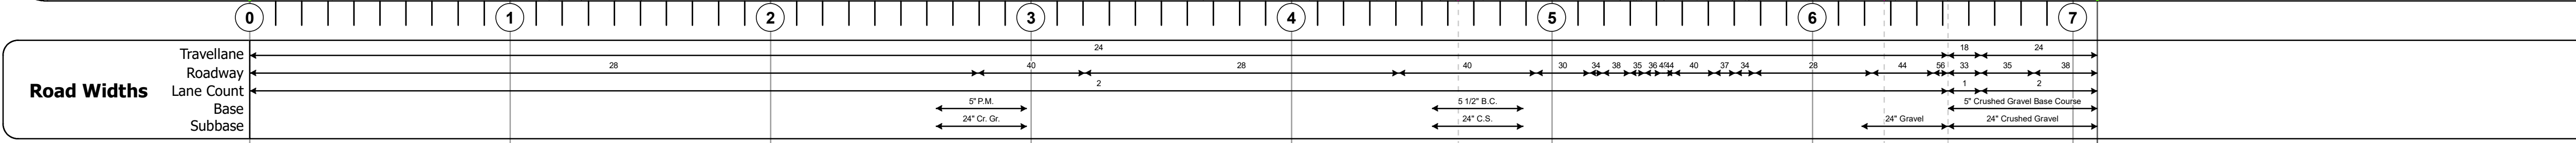 0 1 2 3 4 5 6 7
Travellane 24 18 24
Road Widths
Roadway 28 40 28 40 30 34 38 35 36 44 40 37 34 28 44 56 33 35 38
Lane Count 2 1 2
Base 5" P.M. 5 1/2" B.C. 5" Crushed Gravel Base Course
Subbase 24" Cr. Gr. 24" C.S. 24" Gravel 24" Crushed Gravel